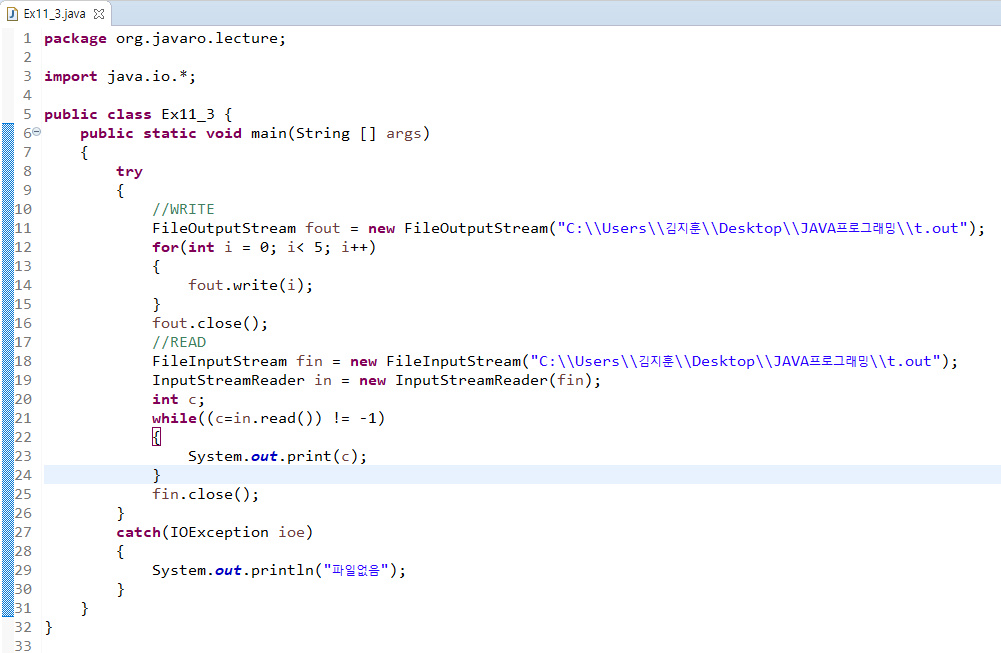 Ex11_3.java
1 package org.javaro.lecture;
2
3 import java.io.*;
4
5 public class Ex11_3 {
6 public static void main(String [] args)
7 {
8 try
9 {
10 //WRITE
11 FileOutputStream fout = new FileOutputStream("C:\\Users\\김지훈\\Desktop\\JAVA프로그래밍\\t.out");
12 for(int i = 0; i< 5; i++)
13 {
14 fout.write(i);
15 }
16 fout.close();
17 //READ
18 FileInputStream fin = new FileInputStream("C:\\Users\\김지훈\\Desktop\\JAVA프로그래밍\\t.out");
19 InputStreamReader in = new InputStreamReader(fin);
20 int c;
21 while((c=in.read()) != -1)
22 {
23 System.out.print(c);
24 }
25 fin.close();
26 }
27 catch(IOException ioe)
28 {
29 System.out.println("파일없음");
30 }
31 }
32 }
33